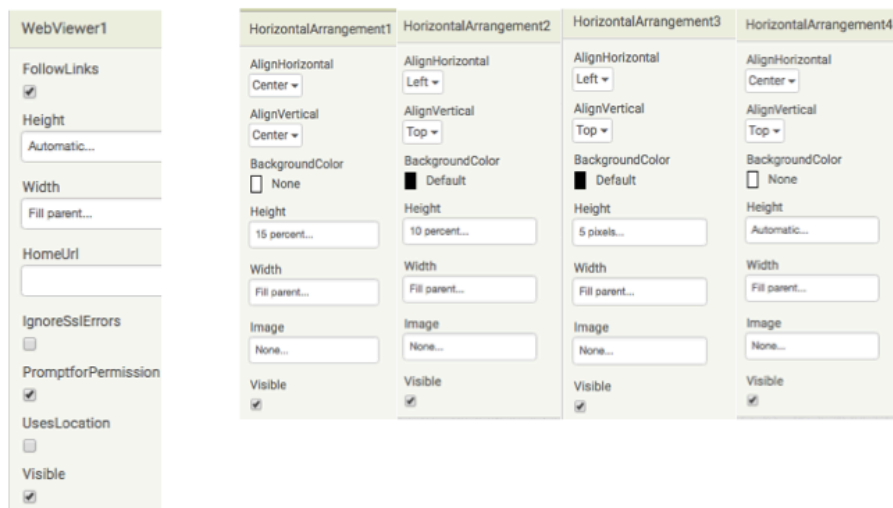 WebViewer1
FollowLinks
Height
Automatic...
Width
Fill parent...
HomeUrl
IgnoreSslErrors
PromptforPermission
UsesLocation
Visible
HorizontalArrangement1
AlignHorizontal
Center
AlignVertical
Center
BackgroundColor
None
Height
15 percent...
Width
Fill parent...
Image
None...
Visible
HorizontalArrangement2
AlignHorizontal
Left
AlignVertical
Top
BackgroundColor
Default
Height
10 percent...
Width
Fill parent...
Image
None...
Visible
HorizontalArrangement3
AlignHorizontal
Left
AlignVertical
Top
BackgroundColor
Default
Height
5 pixels...
Width
Fill parent...
Image
None...
Visible
HorizontalArrangement4
AlignHorizontal
Center
AlignVertical
Top
BackgroundColor
None
Height
Automatic...
Width
Fill parent...
Image
None...
Visible